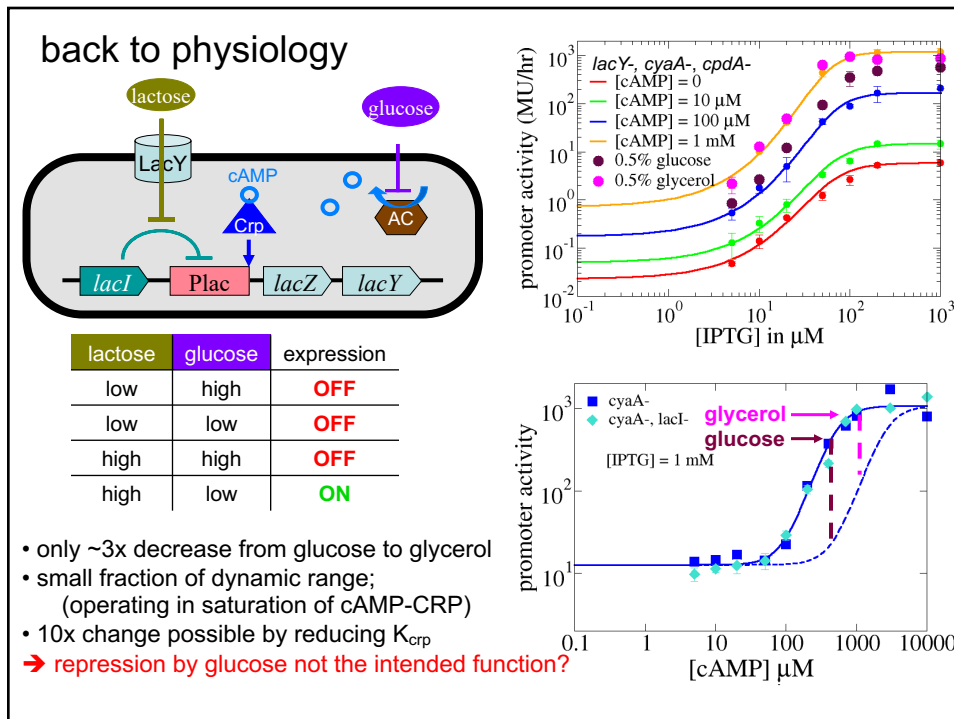 back to physiology
lactose
glucose
LacY
cAMP
Crp
AC
lacI
Plac
lacZ
lacY
lactose glucose expression
low high OFF
low low OFF
high high OFF
high low ON
• only ~3x decrease from glucose to glycerol
• small fraction of dynamic range;
(operating in saturation of cAMP-CRP)
• 10x change possible by reducing Kcrp
➔ repression by glucose not the intended function?
promoter activity (MU/hr)
10³
10²
10¹
10⁰
10⁻¹
10⁻²
lacY-, cyaA-, cpdA-
[cAMP] = 0
[cAMP] = 10 μM
[cAMP] = 100 μM
[cAMP] = 1 mM
0.5% glucose
0.5% glycerol
10⁻¹ 10⁰ 10¹ 10² 10³
[IPTG] in μM
promoter activity
10³
10²
10¹
cyaA-
cyaA-, lacI-
glycerol
glucose
[IPTG] = 1 mM
0.1 1 10 100 1000 10000
[cAMP] μM